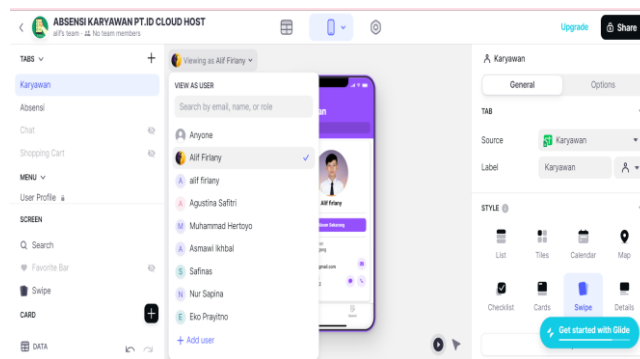 ABSENSI KARYAWAN PT.ID CLOUD HOST
alif's team · No team members
Upgrade
Share
TABS
Karyawan
Absensi
Chat
Shopping Cart
MENU
User Profile
SCREEN
Search
Favorite Bar
Swipe
CARD
DATA
Viewing as Alif Firlany
VIEW AS USER
Search by email, name, or role
Anyone
Alif Firlany
A alif firlany
A Agustina Safitri
M Muhammad Hertoyo
A Asmawi Ikhbal
S Safinas
N Nur Sapina
E Eko Prayitno
+ Add user
Alif firlany
Karyawan
General Options
TAB
Source Karyawan
Label Karyawan
STYLE
List Tiles Calendar Map
Checklist Cards Swipe Details
Get started with Glide